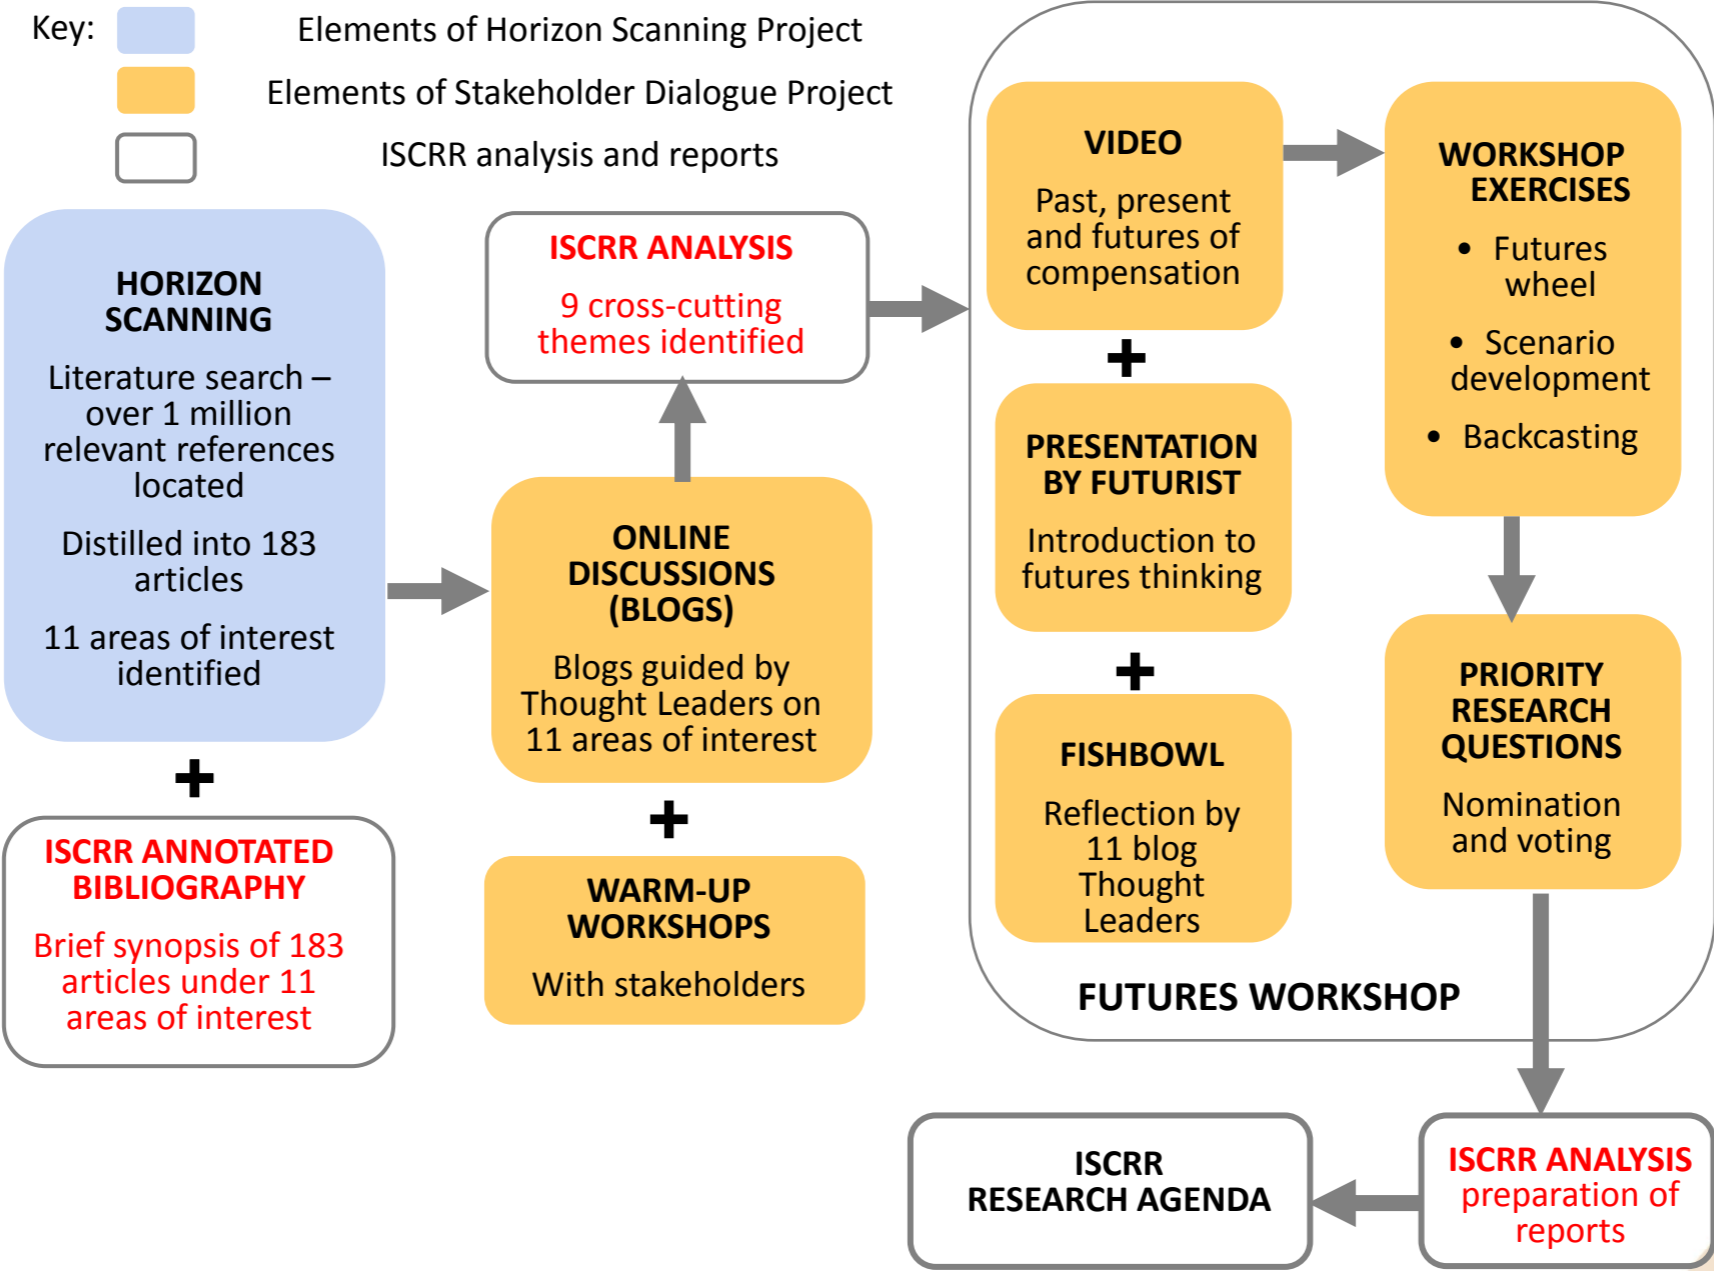 Key:
Elements of Horizon Scanning Project
Elements of Stakeholder Dialogue Project
ISCRR analysis and reports
HORIZON
SCANNING
Literature search –
over 1 million
relevant references
located
Distilled into 183
articles
11 areas of interest
identified
+
ISCRR ANNOTATED
BIBLIOGRAPHY
Brief synopsis of 183
articles under 11
areas of interest
ISCRR ANALYSIS
9 cross-cutting
themes identified
ONLINE
DISCUSSIONS
(BLOGS)
Blogs guided by
Thought Leaders on
11 areas of interest
+
WARM-UP
WORKSHOPS
With stakeholders
VIDEO
Past, present
and futures of
compensation
+
PRESENTATION
BY FUTURIST
Introduction to
futures thinking
+
FISHBOWL
Reflection by
11 blog
Thought
Leaders
WORKSHOP
EXERCISES
• Futures
wheel
• Scenario
development
• Backcasting
PRIORITY
RESEARCH
QUESTIONS
Nomination
and voting
FUTURES WORKSHOP
ISCRR ANALYSIS
preparation of
reports
ISCRR
RESEARCH AGENDA